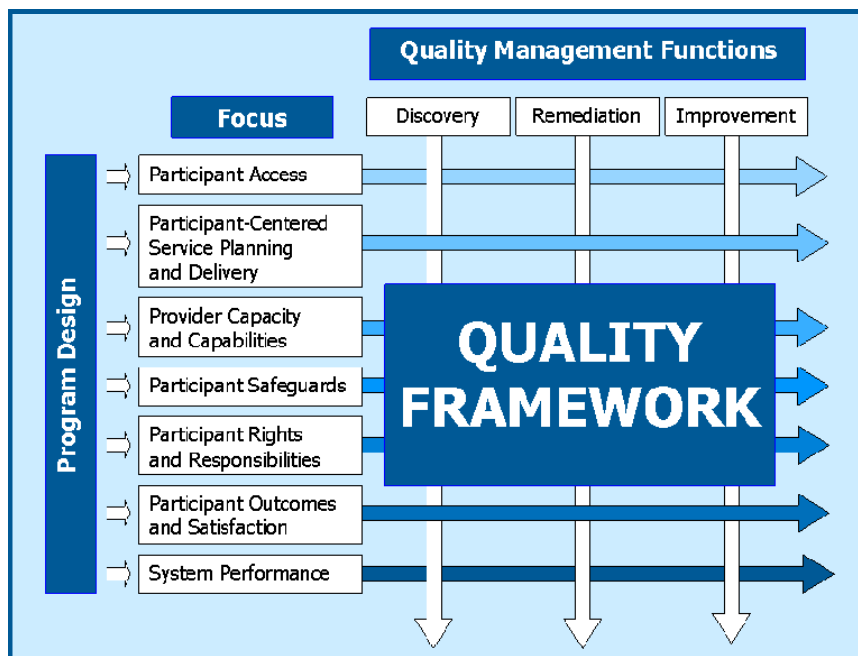 Quality Management Functions
Focus
Discovery
Remediation
Improvement
Program Design
Participant Access
Participant-Centered
Service Planning
and Delivery
Provider Capacity
and Capabilities
Participant Safeguards
Participant Rights
and Responsibilities
Participant Outcomes
and Satisfaction
System Performance
QUALITY
FRAMEWORK